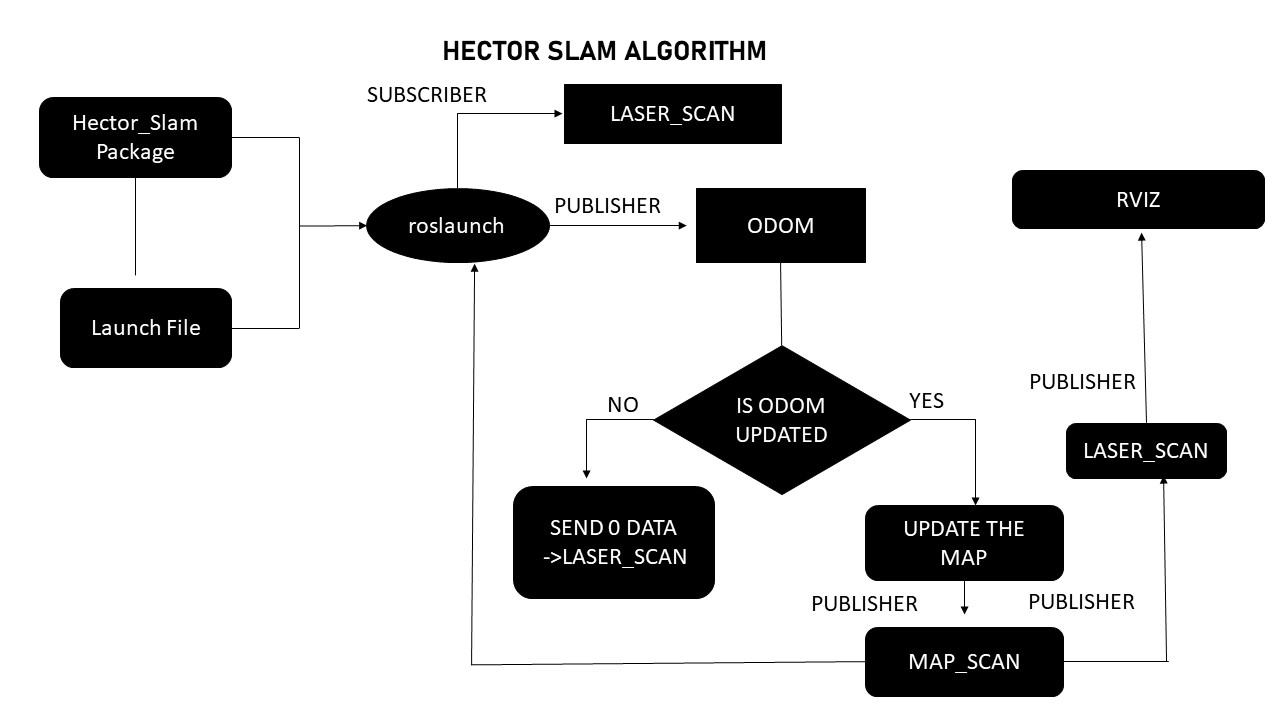 HECTOR SLAM ALGORITHM
SUBSCRIBER
LASER_SCAN
Hector_Slam
Package
roslaunch
PUBLISHER
ODOM
RVIZ
Launch File
PUBLISHER
NO
IS ODOM
UPDATED
YES
LASER_SCAN
SEND 0 DATA
->LASER_SCAN
UPDATE THE
MAP
PUBLISHER
PUBLISHER
MAP_SCAN